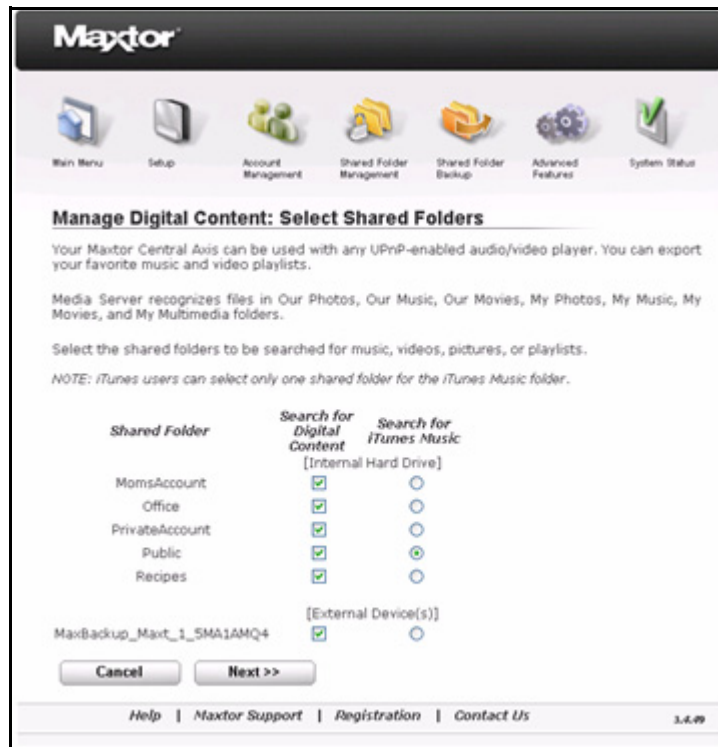 Maxtor
Main Menu
Setup
Account Management
Shared Folder Management
Shared Folder Backup
Advanced Features
System Status
Manage Digital Content: Select Shared Folders
Your Maxtor Central Axis can be used with any UPnP-enabled audio/video player. You can export
your favorite music and video playlists.
Media Server recognizes files in Our Photos, Our Music, Our Movies, My Photos, My Music, My
Movies, and My Multimedia folders.
Select the shared folders to be searched for music, videos, pictures, or playlists.
NOTE: iTunes users can select only one shared folder for the iTunes Music folder.
Shared Folder
Search for
Digital
Content
Search for
iTunes Music
[Internal Hard Drive]
MomsAccount
Office
PrivateAccount
Public
Recipes
[External Device(s)]
MaxBackup_Maxt_1_5MA1AMQ4
Cancel
Next >>
Help | Maxtor Support | Registration | Contact Us
3.4.49